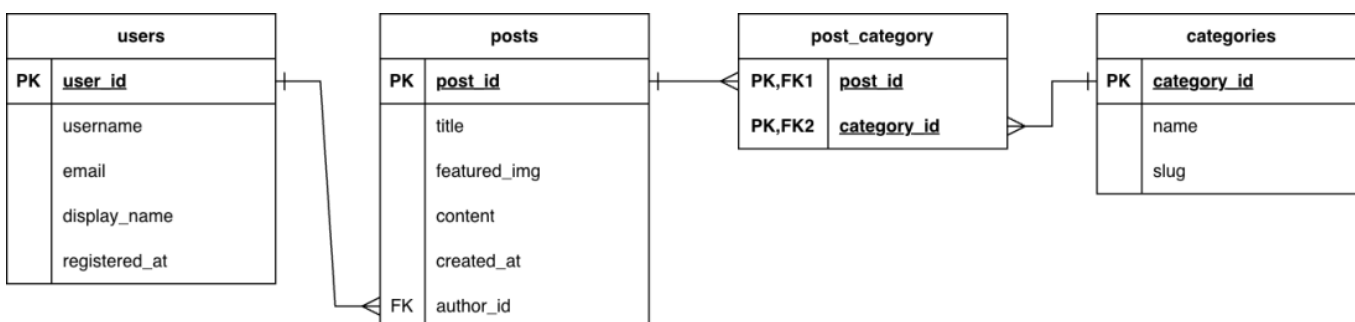 users
PK user_id
username
email
display_name
registered_at
posts
PK post_id
title
featured_img
content
created_at
FK author_id
post_category
PK,FK1 post_id
PK,FK2 category_id
categories
PK category_id
name
slug